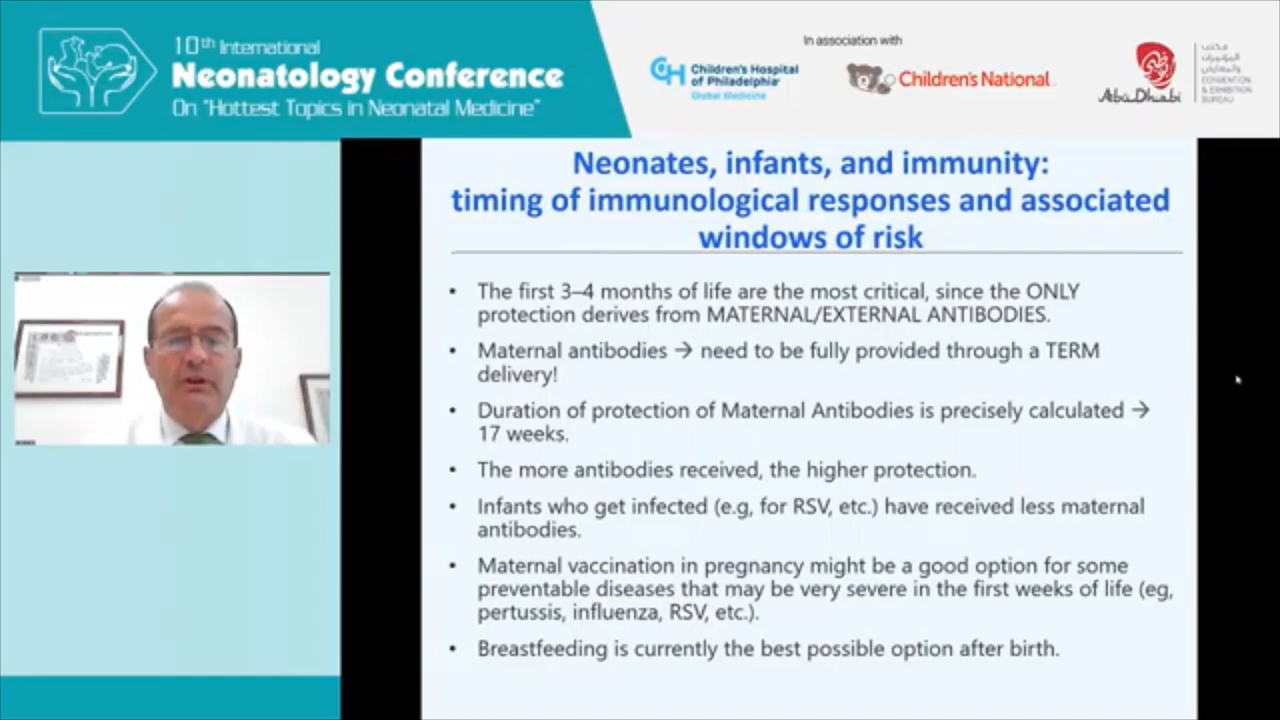 10th International
Neonatology Conference
On "Hottest Topics in Neonatal Medicine"
In association with
Children's Hospital
of Philadelphia
Global Medicine
Children's National
Abu Dhabi
مكتب
المؤتمرات
والمعارض
CONVENTION
& EXHIBITION
BUREAU
Neonates, infants, and immunity:
timing of immunological responses and associated
windows of risk
• The first 3–4 months of life are the most critical, since the ONLY
protection derives from MATERNAL/EXTERNAL ANTIBODIES.
• Maternal antibodies → need to be fully provided through a TERM
delivery!
• Duration of protection of Maternal Antibodies is precisely calculated →
17 weeks.
• The more antibodies received, the higher protection.
• Infants who get infected (e.g, for RSV, etc.) have received less maternal
antibodies.
• Maternal vaccination in pregnancy might be a good option for some
preventable diseases that may be very severe in the first weeks of life (eg,
pertussis, influenza, RSV, etc.).
• Breastfeeding is currently the best possible option after birth.